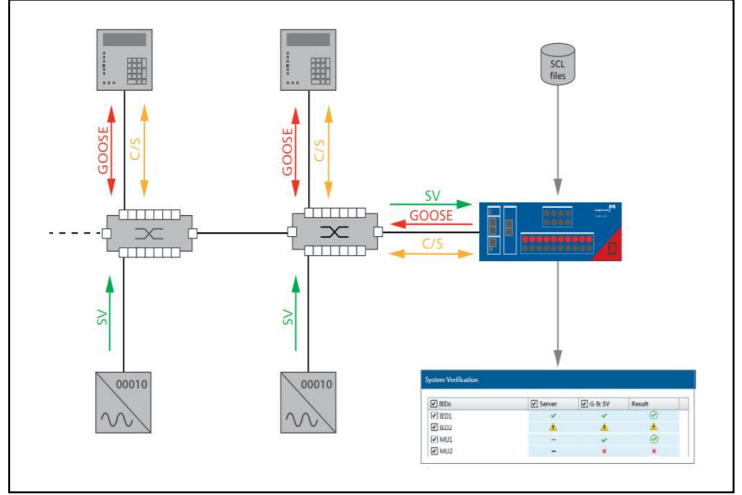 SCL
files
GOOSE
C/S
GOOSE
C/S
SV
GOOSE
C/S
SV
SV
00010
00010
System Verification
IEDs Server G & SV Result
IED1
IED2
MU1
MU2